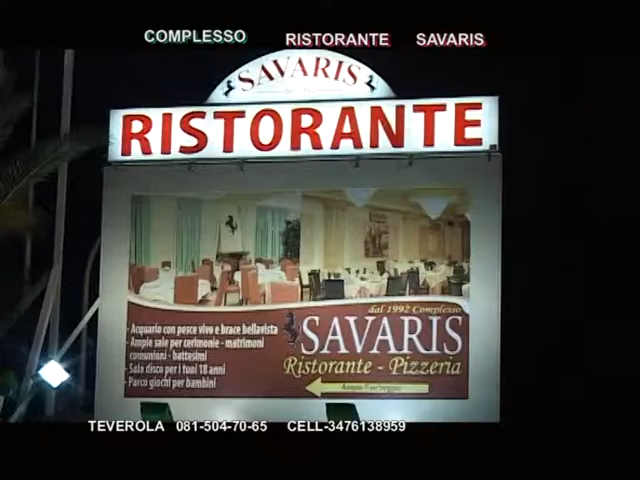 COMPLESSO RISTORANTE SAVARIS
SAVARIS
RISTORANTE
dal 1992 Complesso
SAVARIS
Ristorante - Pizzeria
- Acquario con pesce vivo e brace bellavista
- Ampie sale per cerimonie - matrimoni
comunioni - battesimi
- Sala disco per i tuoi 18 anni
- Parco giochi per bambini
TEVEROLA 081-504-70-65 CELL-3476138959